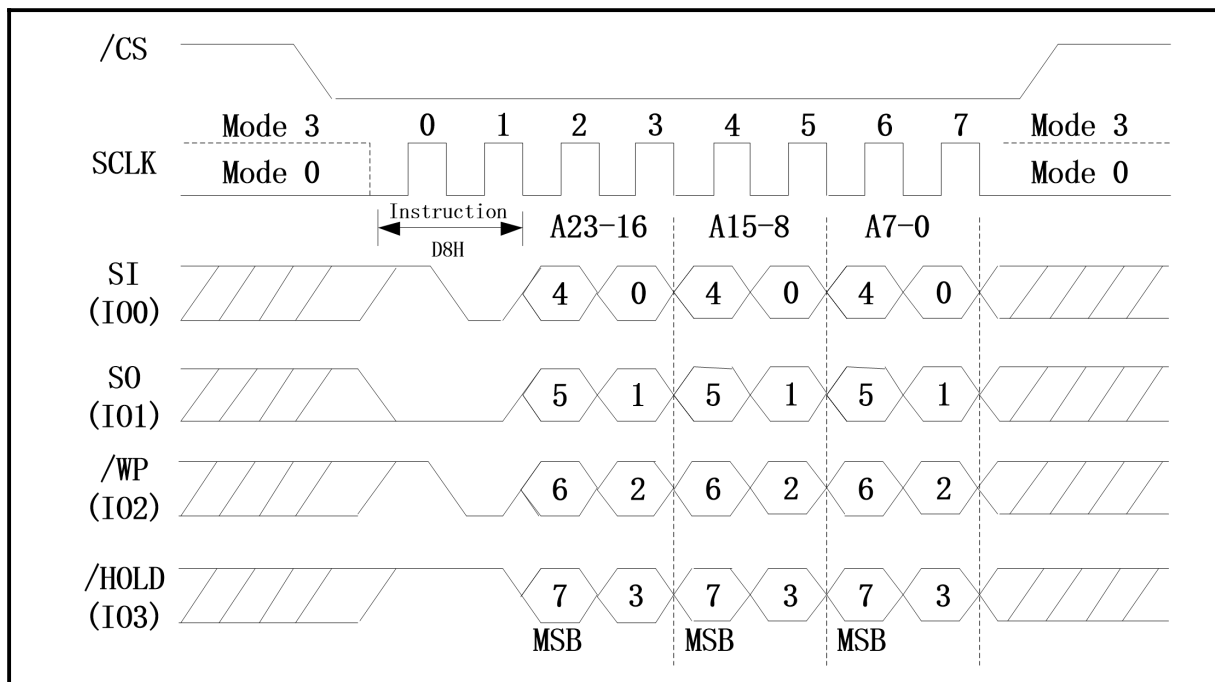 /CS
Mode 3 0 1 2 3 4 5 6 7 Mode 3
SCLK
Mode 0 Mode 0
Instruction
A23-16 A15-8 A7-0
D8H
SI
4 0 4 0 4 0
(IO0)
SO
5 1 5 1 5 1
(IO1)
/WP
6 2 6 2 6 2
(IO2)
/HOLD
7 3 7 3 7 3
(IO3)
MSB MSB MSB